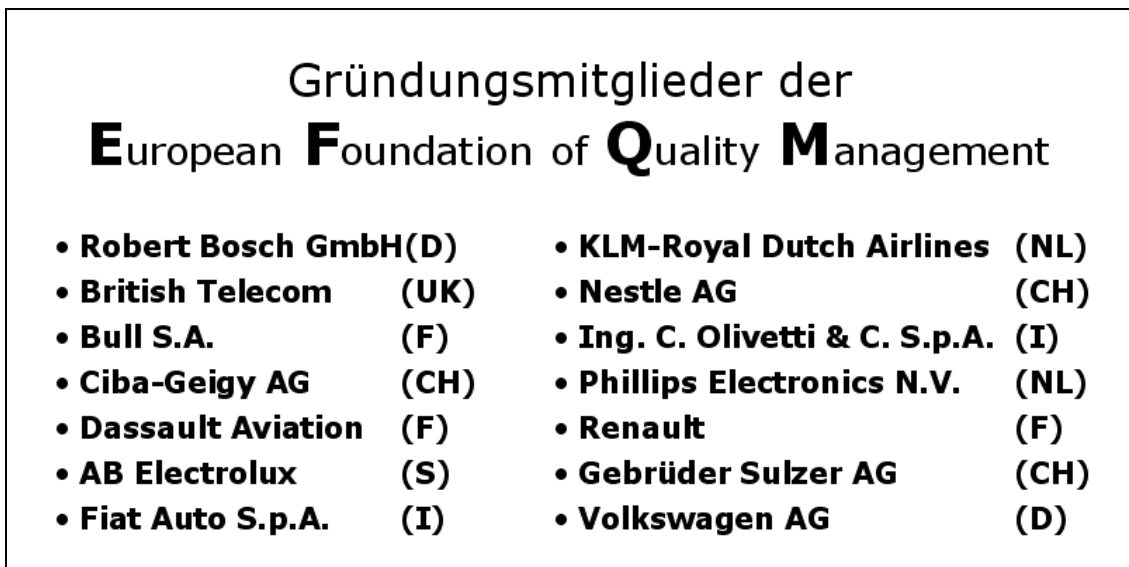 Gründungsmitglieder der
European Foundation of Quality Management
• Robert Bosch GmbH(D)
• British Telecom (UK)
• Bull S.A. (F)
• Ciba-Geigy AG (CH)
• Dassault Aviation (F)
• AB Electrolux (S)
• Fiat Auto S.p.A. (I)
• KLM-Royal Dutch Airlines (NL)
• Nestle AG (CH)
• Ing. C. Olivetti & C. S.p.A. (I)
• Phillips Electronics N.V. (NL)
• Renault (F)
• Gebrüder Sulzer AG (CH)
• Volkswagen AG (D)